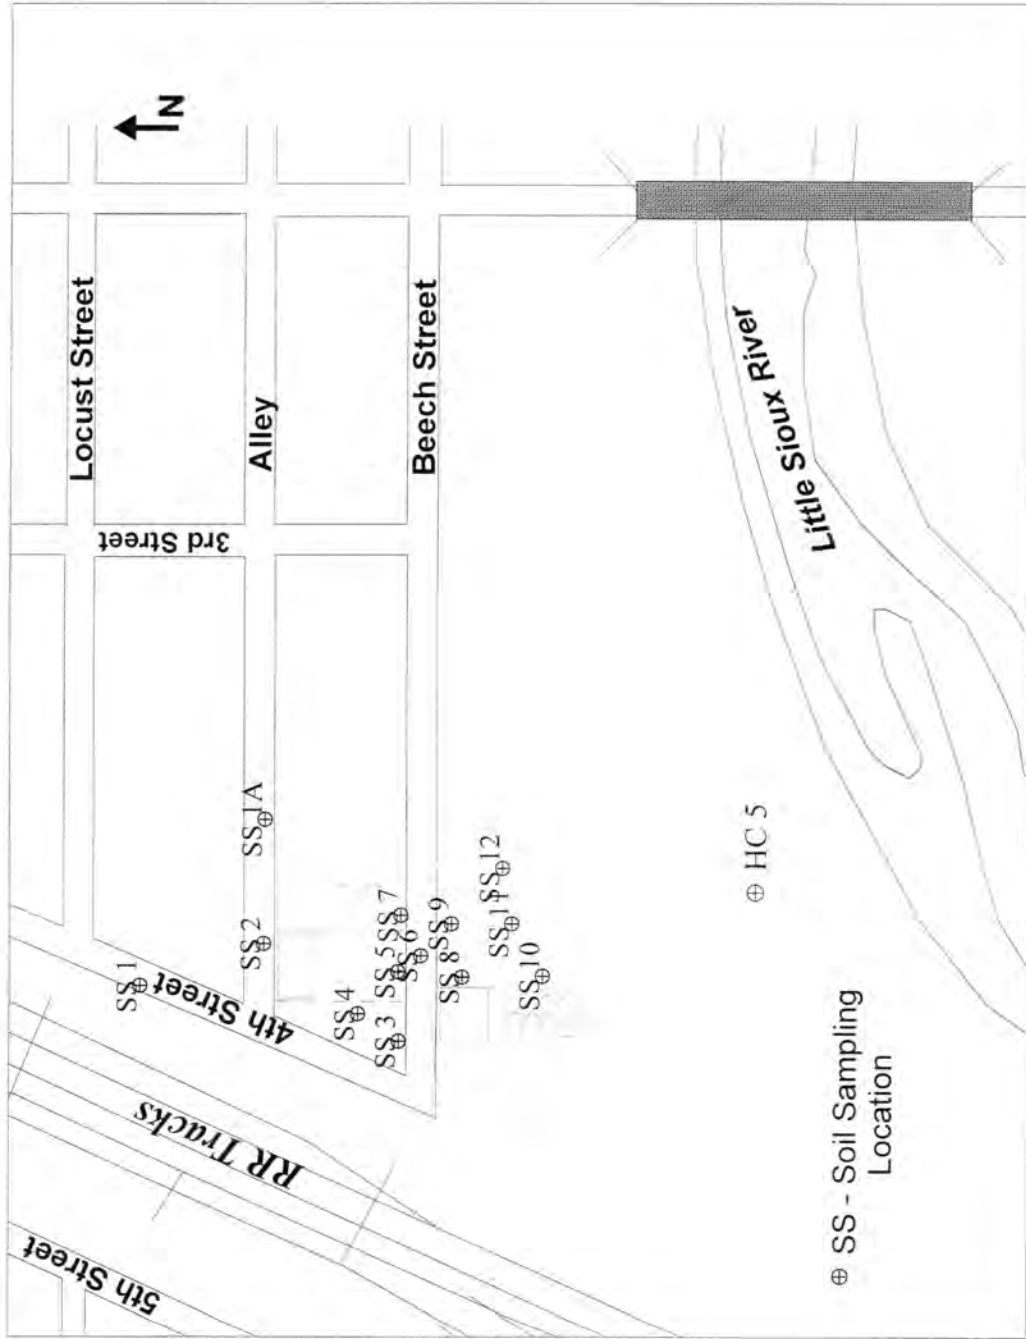 N
Locust Street
Alley
Beech Street
3rd Street
4th Street
5th Street
RR Tracks
Little Sioux River
SS 1
SS 1A
SS 2
SS 3
SS 4
SS 5
SS 6
SS 7
SS 8
SS 9
SS 10
SS 11
SS 12
HC 5
SS - Soil Sampling
Location